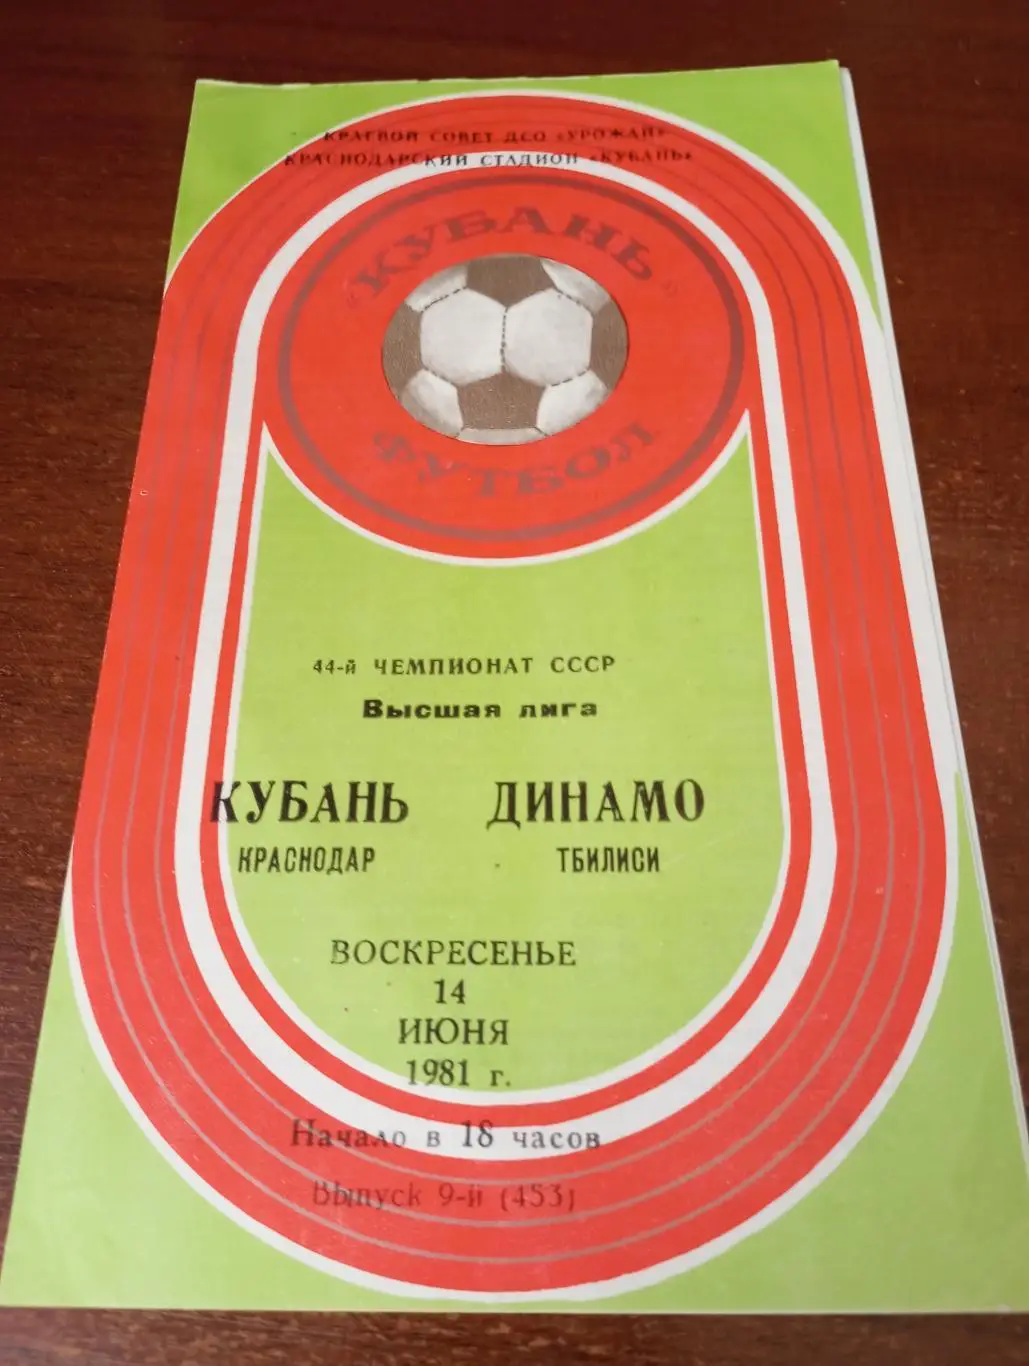 КРАЕВОЙ СОВЕТ ДСО «УРОЖАЙ»
КРАСНОДАРСКИЙ СТАДИОН «КУБАНЬ»
«КУБАНЬ»
ФУТБОЛ
44-й ЧЕМПИОНАТ СССР
Высшая лига
КУБАНЬ ДИНАМО
КРАСНОДАР - ТБИЛИСИ
ВОСКРЕСЕНЬЕ
14
ИЮНЯ
1981 г.
Начало в 18 часов
Выпуск 9-й (453)